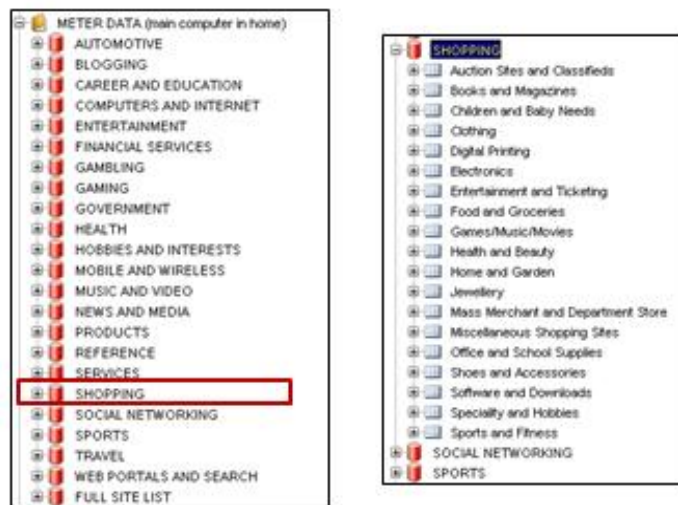 METER DATA (main computer in home)
AUTOMOTIVE
BLOGGING
CAREER AND EDUCATION
COMPUTERS AND INTERNET
ENTERTAINMENT
FINANCIAL SERVICES
GAMBLING
GAMING
GOVERNMENT
HEALTH
HOBBIES AND INTERESTS
MOBILE AND WIRELESS
MUSIC AND VIDEO
NEWS AND MEDIA
PRODUCTS
REFERENCE
SERVICES
SHOPPING
SOCIAL NETWORKING
SPORTS
TRAVEL
WEB PORTALS AND SEARCH
FULL SITE LIST
SHOPPING
Auction Sites and Classifieds
Books and Magazines
Children and Baby Needs
Clothing
Digital Printing
Electronics
Entertainment and Ticketing
Food and Groceries
Games/Music/Movies
Health and Beauty
Home and Garden
Jewellery
Mass Merchant and Department Store
Miscellaneous Shopping Sites
Office and School Supplies
Shoes and Accessories
Software and Downloads
Speciality and Hobbies
Sports and Fitness
SOCIAL NETWORKING
SPORTS